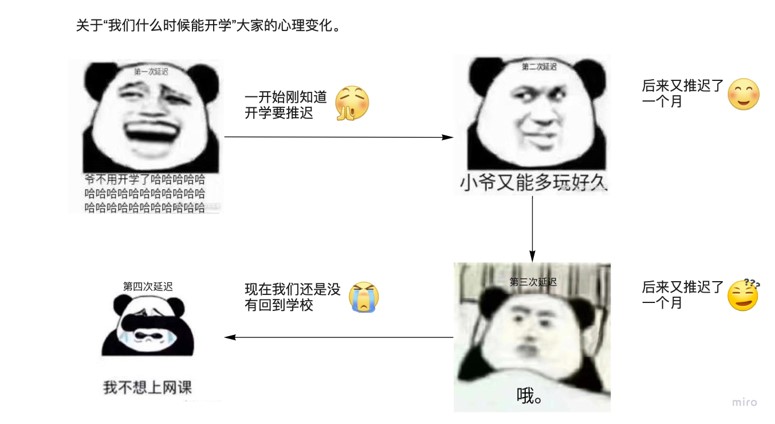 关于“我们什么时候能开学”大家的心理变化。
第一次延迟
爷不用开学了哈哈哈哈哈
哈哈哈哈哈哈哈哈哈哈哈
哈哈哈哈哈哈哈哈哈哈哈
一开始刚知道
开学要推迟
第二次延迟
小爷又能多玩好久
后来又推迟了
一个月
第三次延迟
哦。
后来又推迟了
一个月
???
现在我们还是没
有回到学校
第四次延迟
我不想上网课
miro